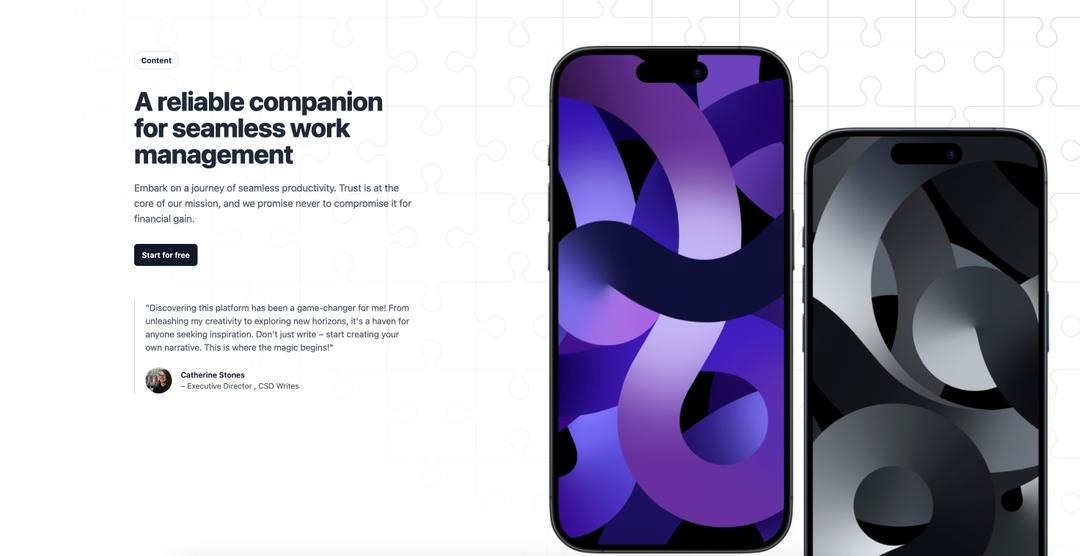 Content
A reliable companion
for seamless work
management
Embark on a journey of seamless productivity. Trust is at the
core of our mission, and we promise never to compromise it for
financial gain.
Start for free
"Discovering this platform has been a game-changer for me! From
unleashing my creativity to exploring new horizons, it's a haven for
anyone seeking inspiration. Don't just write – start creating your
own narrative. This is where the magic begins!"
Catherine Stones
– Executive Director , CSD Writes